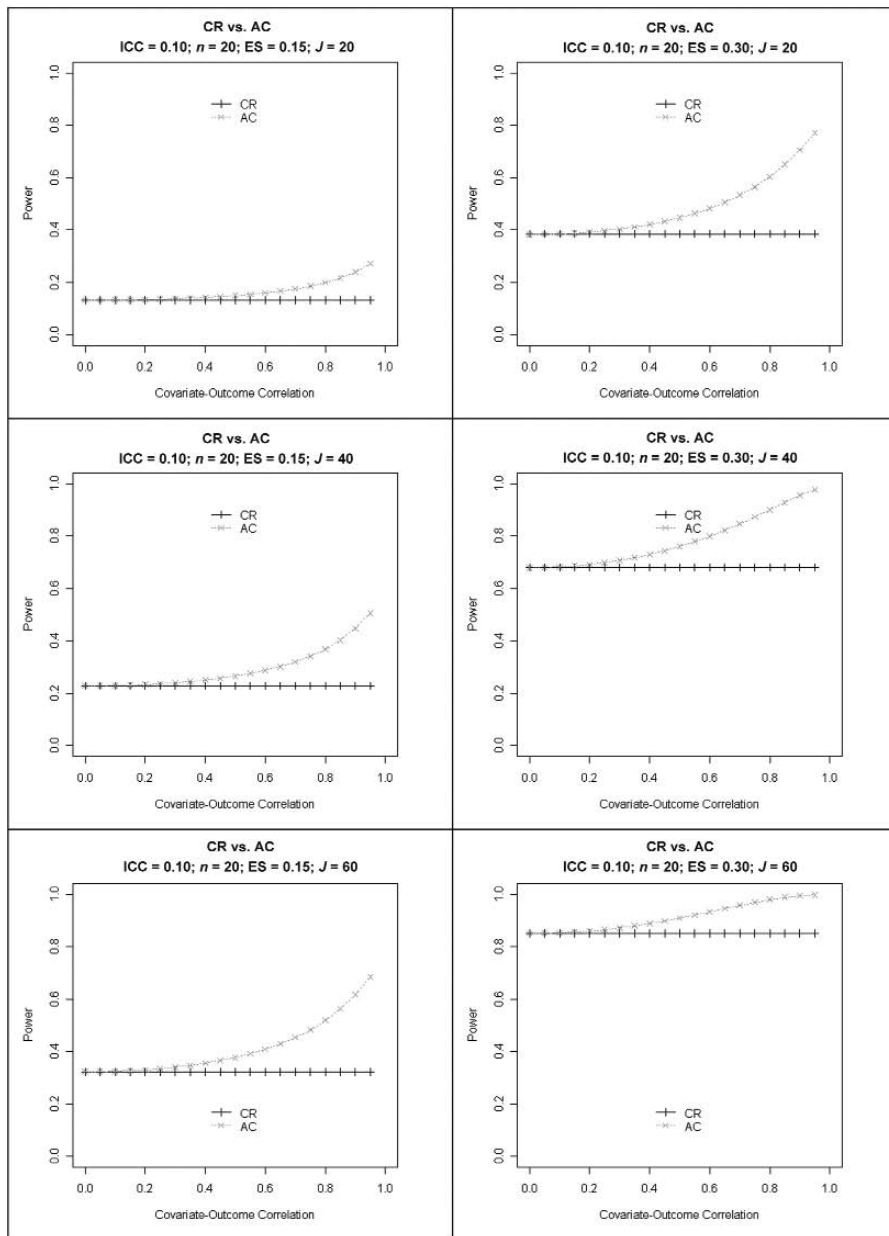 CR vs. AC
ICC = 0.10; n = 20; ES = 0.15; J = 20
1.0
0.8
0.6
0.4
0.2
0.0
Power
CR
AC
0.0 0.2 0.4 0.6 0.8 1.0
Covariate-Outcome Correlation
CR vs. AC
ICC = 0.10; n = 20; ES = 0.30; J = 20
1.0
0.8
0.6
0.4
0.2
0.0
Power
CR
AC
0.0 0.2 0.4 0.6 0.8 1.0
Covariate-Outcome Correlation
CR vs. AC
ICC = 0.10; n = 20; ES = 0.15; J = 40
1.0
0.8
0.6
0.4
0.2
0.0
Power
CR
AC
0.0 0.2 0.4 0.6 0.8 1.0
Covariate-Outcome Correlation
CR vs. AC
ICC = 0.10; n = 20; ES = 0.30; J = 40
1.0
0.8
0.6
0.4
0.2
0.0
Power
CR
AC
0.0 0.2 0.4 0.6 0.8 1.0
Covariate-Outcome Correlation
CR vs. AC
ICC = 0.10; n = 20; ES = 0.15; J = 60
1.0
0.8
0.6
0.4
0.2
0.0
Power
CR
AC
0.0 0.2 0.4 0.6 0.8 1.0
Covariate-Outcome Correlation
CR vs. AC
ICC = 0.10; n = 20; ES = 0.30; J = 60
1.0
0.8
0.6
0.4
0.2
0.0
Power
CR
AC
0.0 0.2 0.4 0.6 0.8 1.0
Covariate-Outcome Correlation